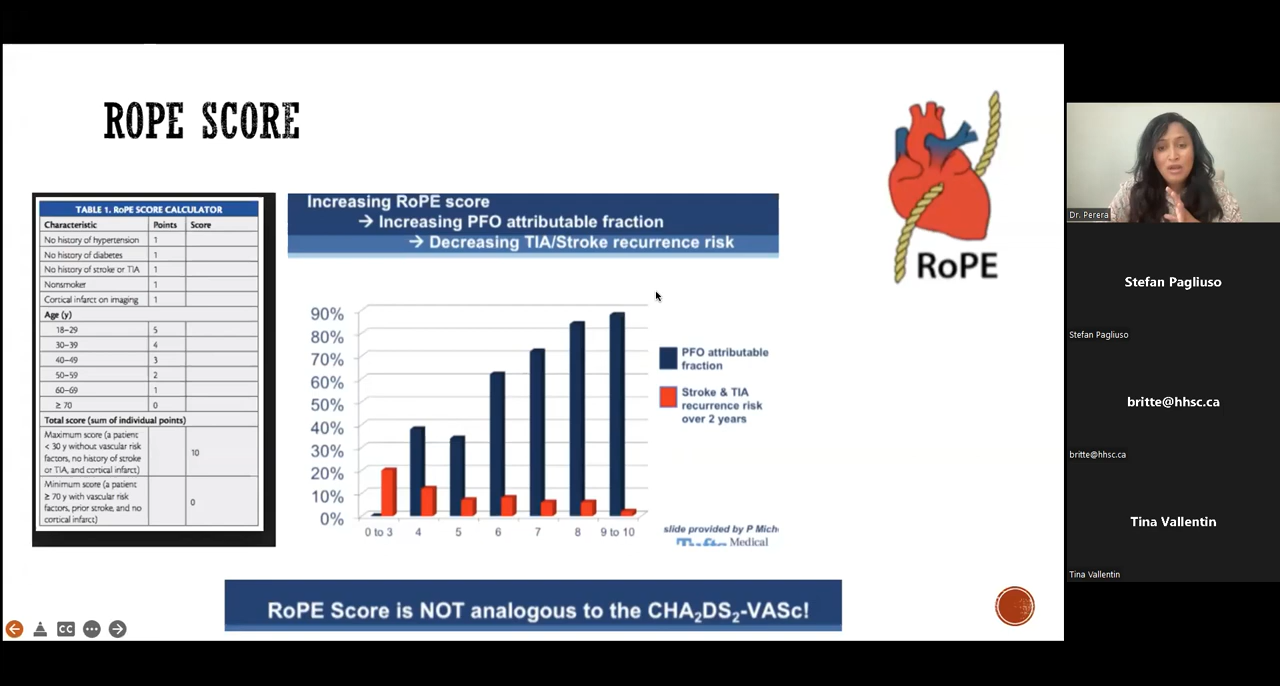 ROPE SCORE
TABLE 1. RoPE SCORE CALCULATOR
Characteristic Points Score
No history of hypertension 1
No history of diabetes 1
No history of stroke or TIA 1
Nonsmoker 1
Cortical infarct on imaging 1
Age (y)
18–29 5
30–39 4
40–49 3
50–59 2
60–69 1
≥ 70 0
Total score (sum of individual points)
Maximum score (a patient
< 30 y without vascular risk
factors, no history of stroke
or TIA, and cortical infarct)
10
Minimum score (a patient
≥ 70 y with vascular risk
factors, prior stroke, and no
cortical infarct)
0
Increasing RoPE score
→ Increasing PFO attributable fraction
→ Decreasing TIA/Stroke recurrence risk
90%
80%
70%
60%
50%
40%
30%
20%
10%
0%
0 to 3 4 5 6 7 8 9 to 10
PFO attributable
fraction
Stroke & TIA
recurrence risk
over 2 years
slide provided by P
Medical
RoPE
RoPE Score is NOT analogous to the CHA₂DS₂-VASc!
CC
Dr. Perera
Stefan Pagliuso
Stefan Pagliuso
britte@hhsc.ca
britte@hhsc.ca
Tina Vallentin
Tina Vallentin